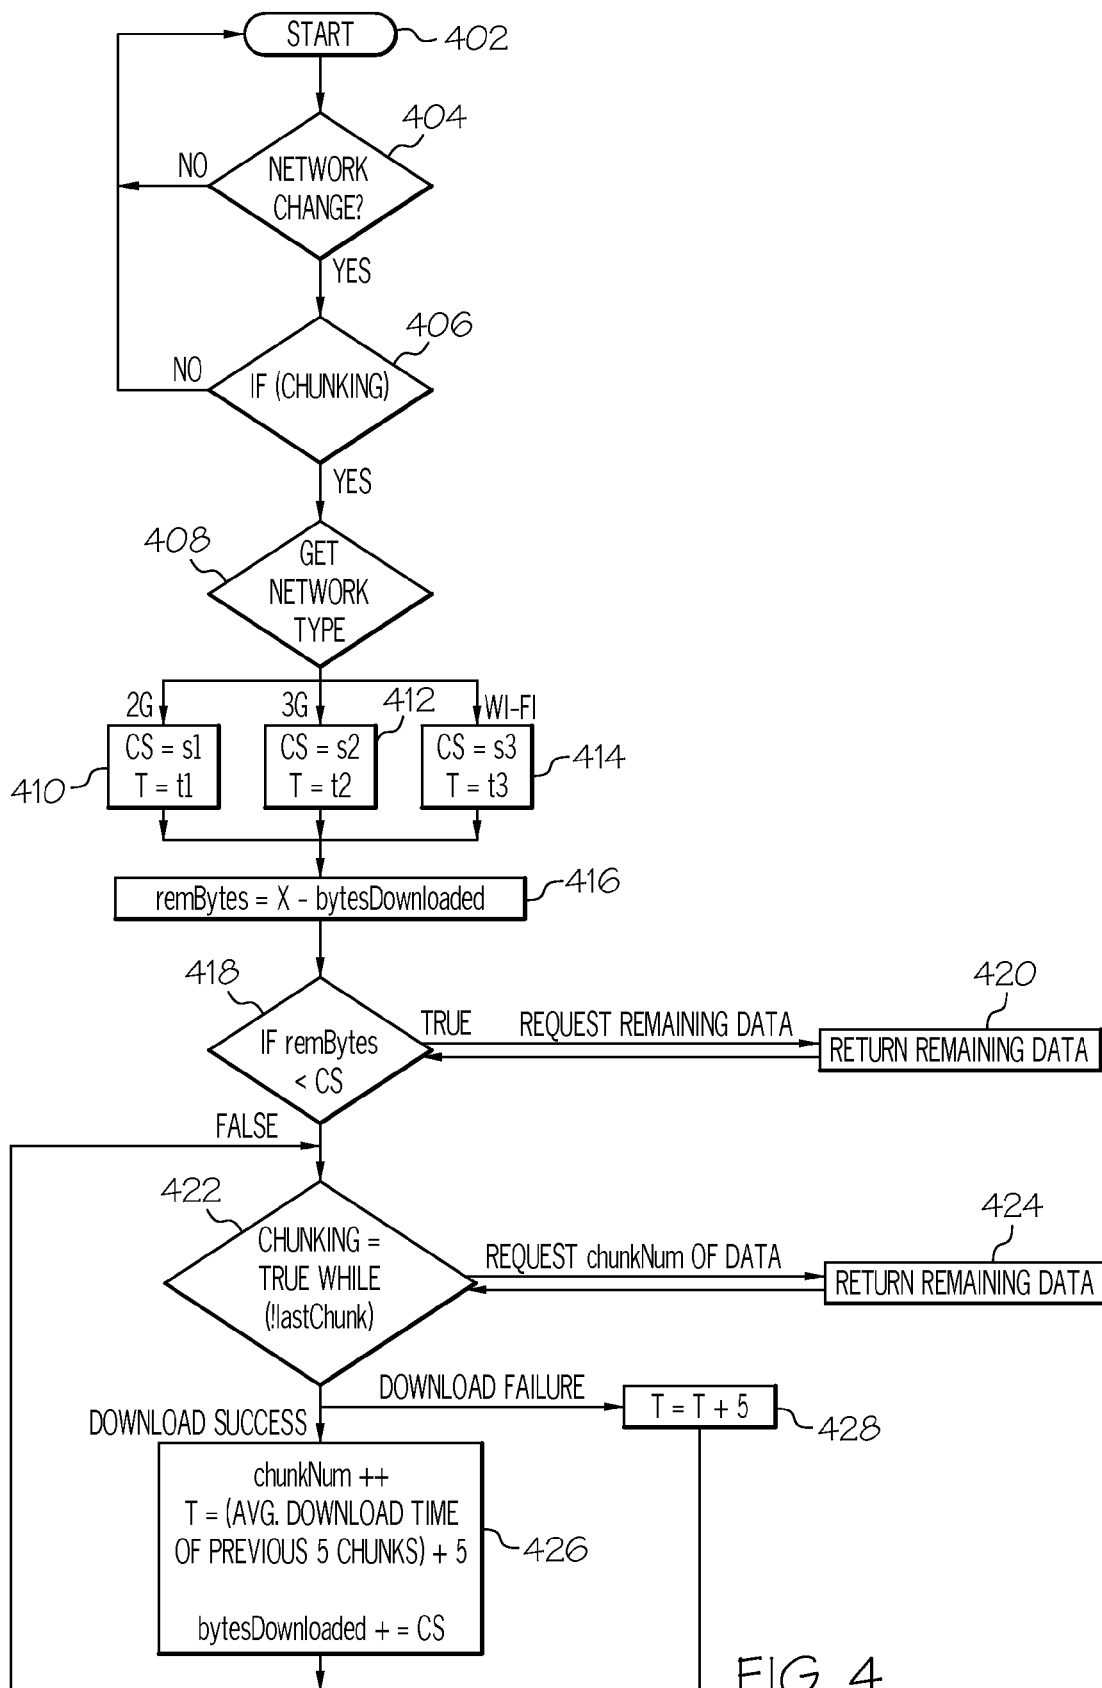 START
402
404
NO
NETWORK
CHANGE?
YES
406
NO
IF (CHUNKING)
YES
408
GET
NETWORK
TYPE
2G
3G
412
WI-FI
CS = s1
T = t1
CS = s2
T = t2
CS = s3
T = t3
410
414
remBytes = X - bytesDownloaded
416
418
420
TRUE
REQUEST REMAINING DATA
IF remBytes
< CS
RETURN REMAINING DATA
FALSE
422
424
CHUNKING =
TRUE WHILE
(!lastChunk)
REQUEST chunkNum OF DATA
RETURN REMAINING DATA
DOWNLOAD FAILURE
T = T + 5
428
DOWNLOAD SUCCESS
chunkNum ++
T = (AVG. DOWNLOAD TIME
OF PREVIOUS 5 CHUNKS) + 5
426
bytesDownloaded + = CS
FIG. 4